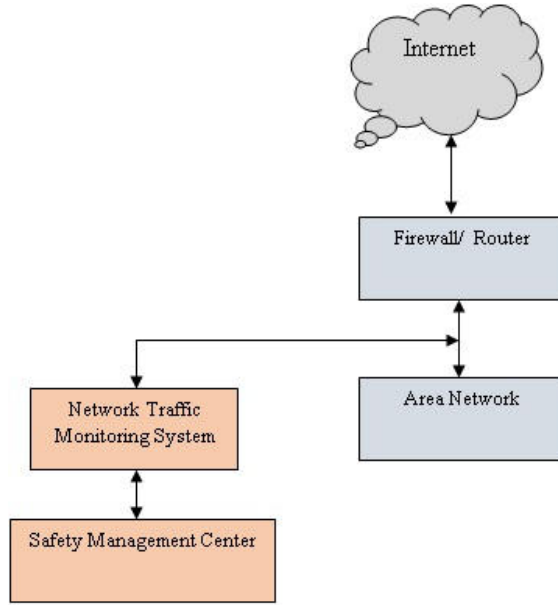 Internet
Firewall/ Router
Area Network
Network Traffic
Monitoring System
Safety Management Center